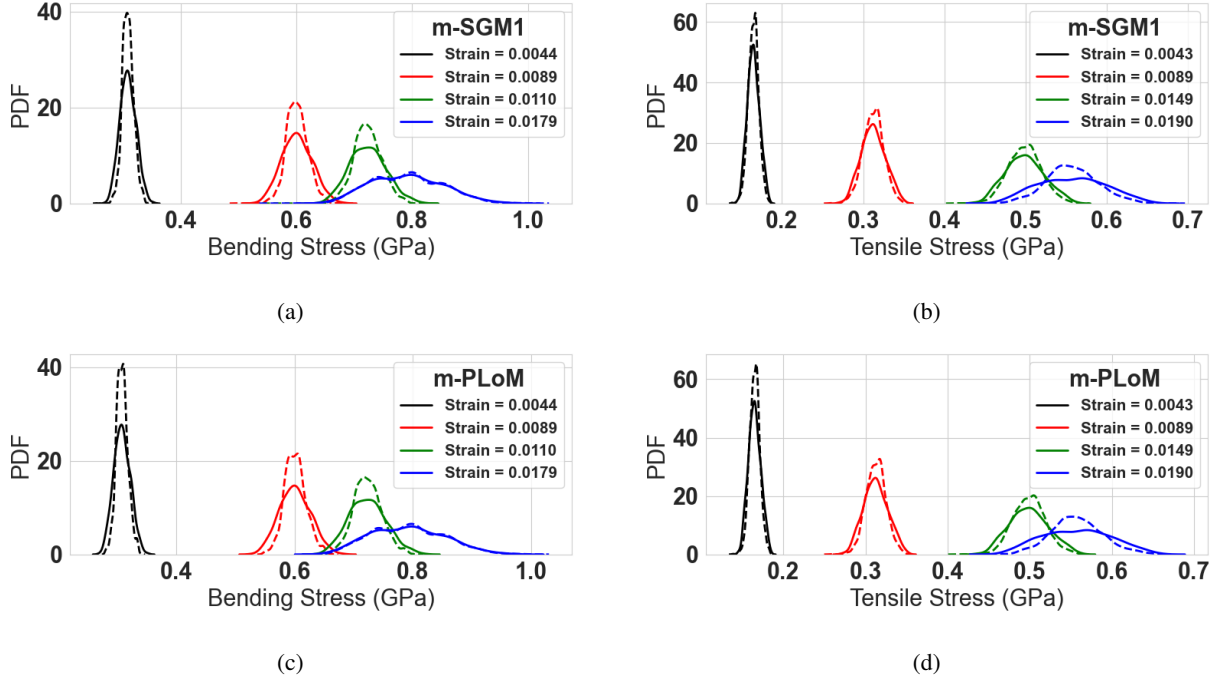 m-SGM1
Strain = 0.0044
Strain = 0.0089
Strain = 0.0110
Strain = 0.0179
PDF
40
20
0
0.4
0.6
0.8
1.0
Bending Stress (GPa)
(a)
m-SGM1
Strain = 0.0043
Strain = 0.0089
Strain = 0.0149
Strain = 0.0190
PDF
60
40
20
0
0.2
0.3
0.4
0.5
0.6
0.7
Tensile Stress (GPa)
(b)
m-PLoM
Strain = 0.0044
Strain = 0.0089
Strain = 0.0110
Strain = 0.0179
PDF
40
20
0
0.4
0.6
0.8
1.0
Bending Stress (GPa)
(c)
m-PLoM
Strain = 0.0043
Strain = 0.0089
Strain = 0.0149
Strain = 0.0190
PDF
60
40
20
0
0.2
0.3
0.4
0.5
0.6
0.7
Tensile Stress (GPa)
(d)